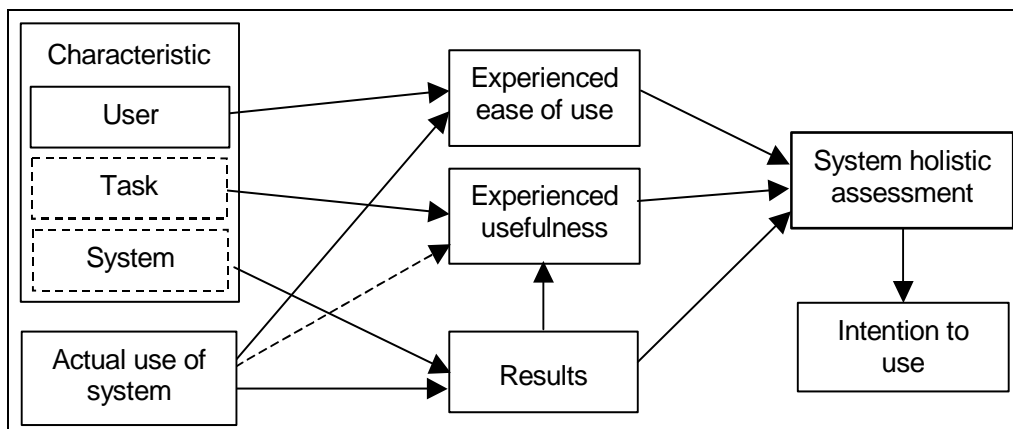 Characteristic
User
Task
System
Actual use of
system
Experienced
ease of use
Experienced
usefulness
Results
System holistic
assessment
Intention to
use